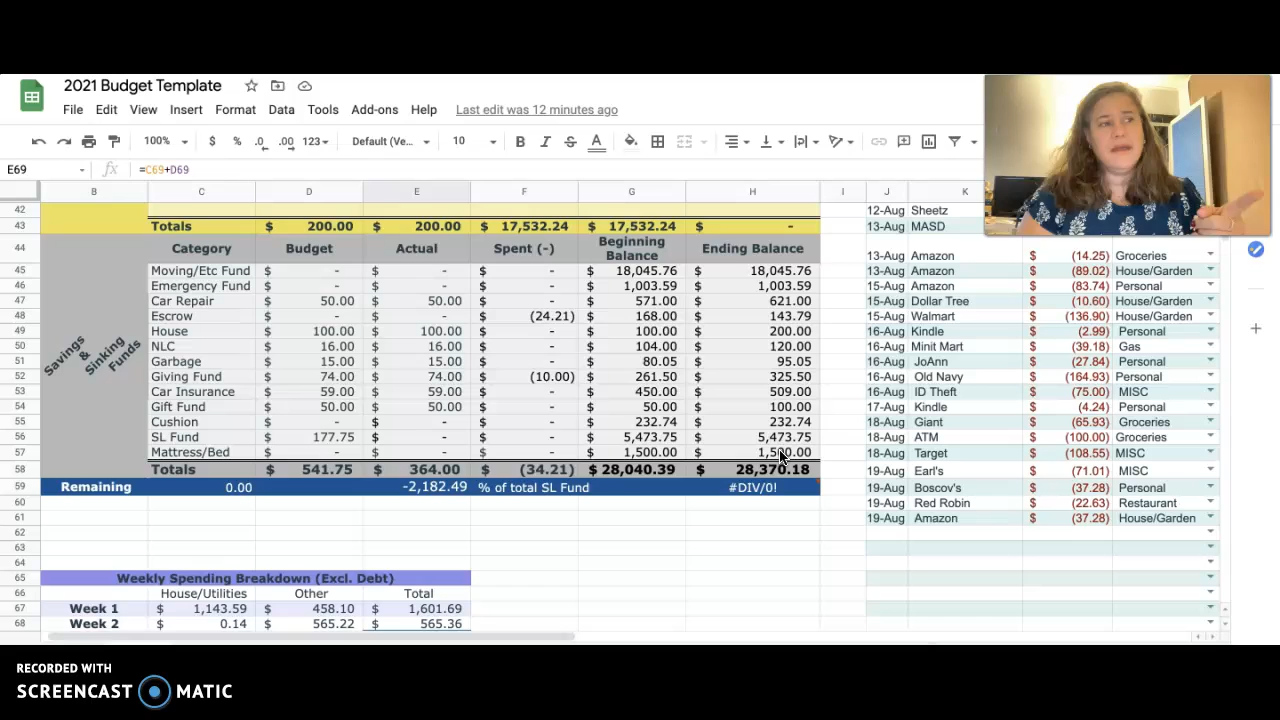 2021 Budget Template
File Edit View Insert Format Data Tools Add-ons Help Last edit was 12 minutes ago
100% $ % .0 .00 123 Default (Ve... 10 B I S A
E69 fx =C69+D69
B C D E F G H I J K
42 12-Aug Sheetz
43 Totals $ 200.00 $ 200.00 $ 17,532.24 $ 17,532.24 $ - 13-Aug MASD
44 Category Budget Actual Spent (-) Beginning Balance Ending Balance 13-Aug Amazon $ (14.25) Groceries
Savings & Sinking Funds
45 Moving/Etc Fund $ - $ - $ - $ 18,045.76 $ 18,045.76 13-Aug Amazon $ (89.02) House/Garden
46 Emergency Fund $ - $ - $ - $ 1,003.59 $ 1,003.59 15-Aug Amazon $ (83.74) Personal
47 Car Repair $ 50.00 $ 50.00 $ - $ 571.00 $ 621.00 15-Aug Dollar Tree $ (10.60) House/Garden
48 Escrow $ - $ - $ (24.21) $ 168.00 $ 143.79 15-Aug Walmart $ (136.90) House/Garden
49 House $ 100.00 $ 100.00 $ - $ 100.00 $ 200.00 16-Aug Kindle $ (2.99) Personal
50 NLC $ 16.00 $ 16.00 $ - $ 104.00 $ 120.00 16-Aug Minit Mart $ (39.18) Gas
51 Garbage $ 15.00 $ 15.00 $ - $ 80.05 $ 95.05 16-Aug JoAnn $ (27.84) Personal
52 Giving Fund $ 74.00 $ 74.00 $ (10.00) $ 261.50 $ 325.50 16-Aug Old Navy $ (164.93) Personal
53 Car Insurance $ 59.00 $ 59.00 $ - $ 450.00 $ 509.00 16-Aug ID Theft $ (75.00) MISC
54 Gift Fund $ 50.00 $ 50.00 $ - $ 50.00 $ 100.00 17-Aug Kindle $ (4.24) Personal
55 Cushion $ - $ - $ - $ 232.74 $ 232.74 18-Aug Giant $ (65.93) Groceries
56 SL Fund $ 177.75 $ - $ - $ 5,473.75 $ 5,473.75 18-Aug ATM $ (100.00) Groceries
57 Mattress/Bed $ - $ - $ - $ 1,500.00 $ 1,500.00 18-Aug Target $ (108.55) MISC
58 Totals $ 541.75 $ 364.00 $ (34.21) $ 28,040.39 $ 28,370.18 19-Aug Earl's $ (71.01) MISC
59 Remaining 0.00 -2,182.49 % of total SL Fund #DIV/0! 19-Aug Boscov's $ (37.28) Personal
60 19-Aug Red Robin $ (22.63) Restaurant
61 19-Aug Amazon $ (37.28) House/Garden
62
63
64
65 Weekly Spending Breakdown (Excl. Debt)
66 House/Utilities Other Total
67 Week 1 $ 1,143.59 $ 458.10 $ 1,601.69
68 Week 2 $ 0.14 $ 565.22 $ 565.36
RECORDED WITH
SCREENCAST MATIC